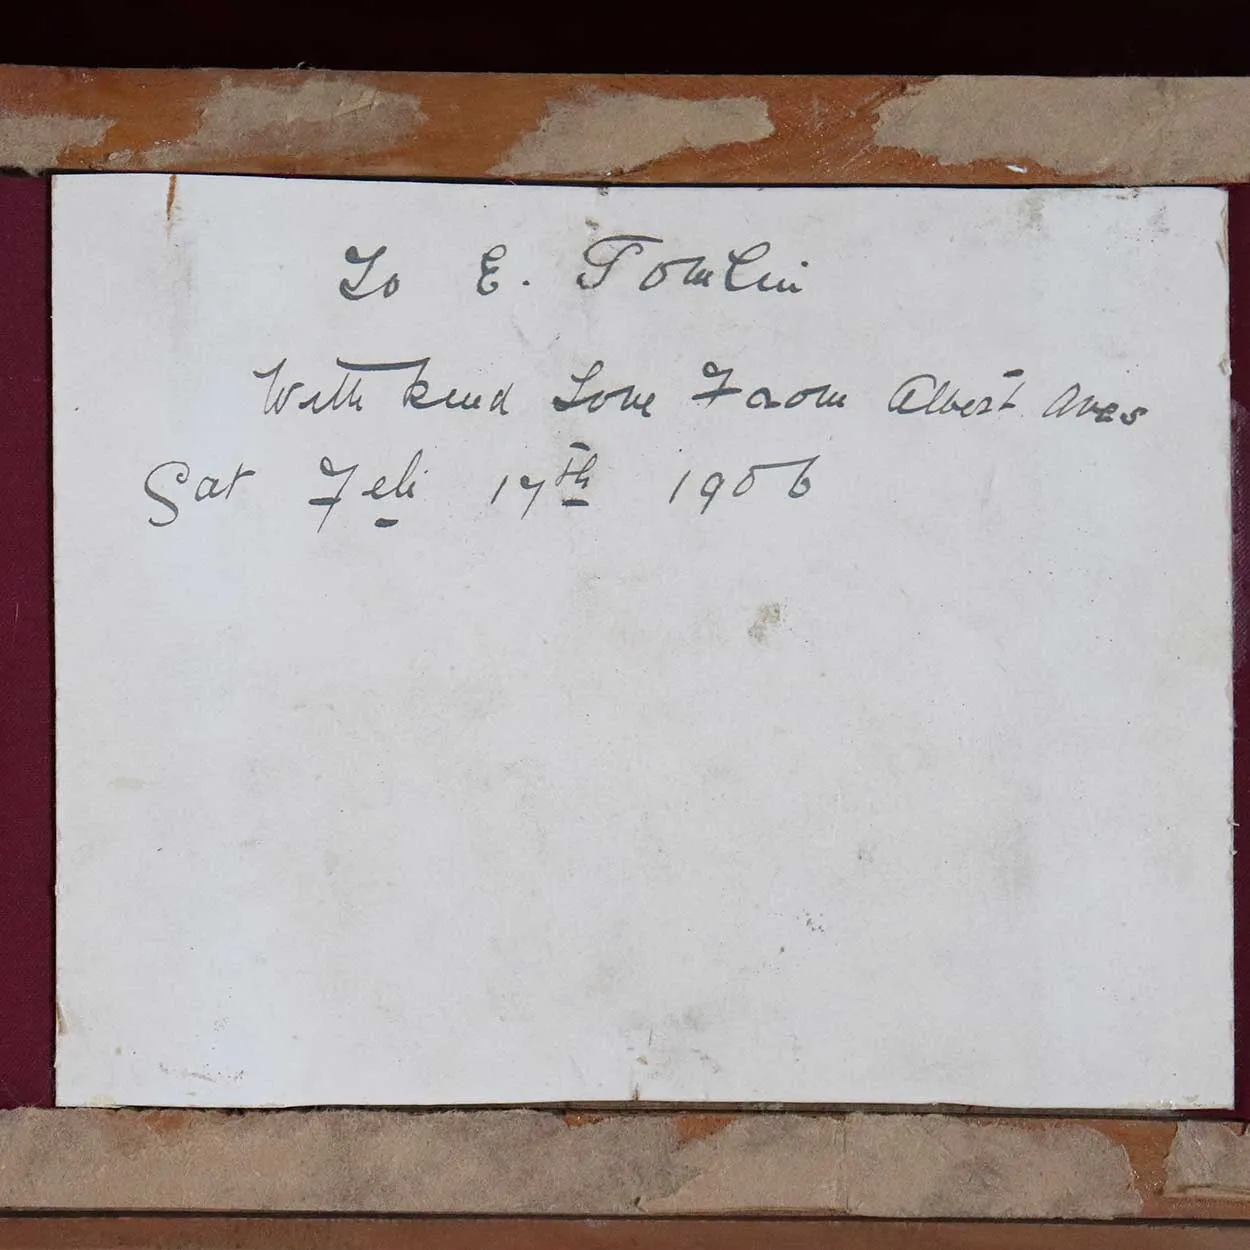 To E. Tomlin
With kind Love From Albert Aves
Sat Feb 17th 1906